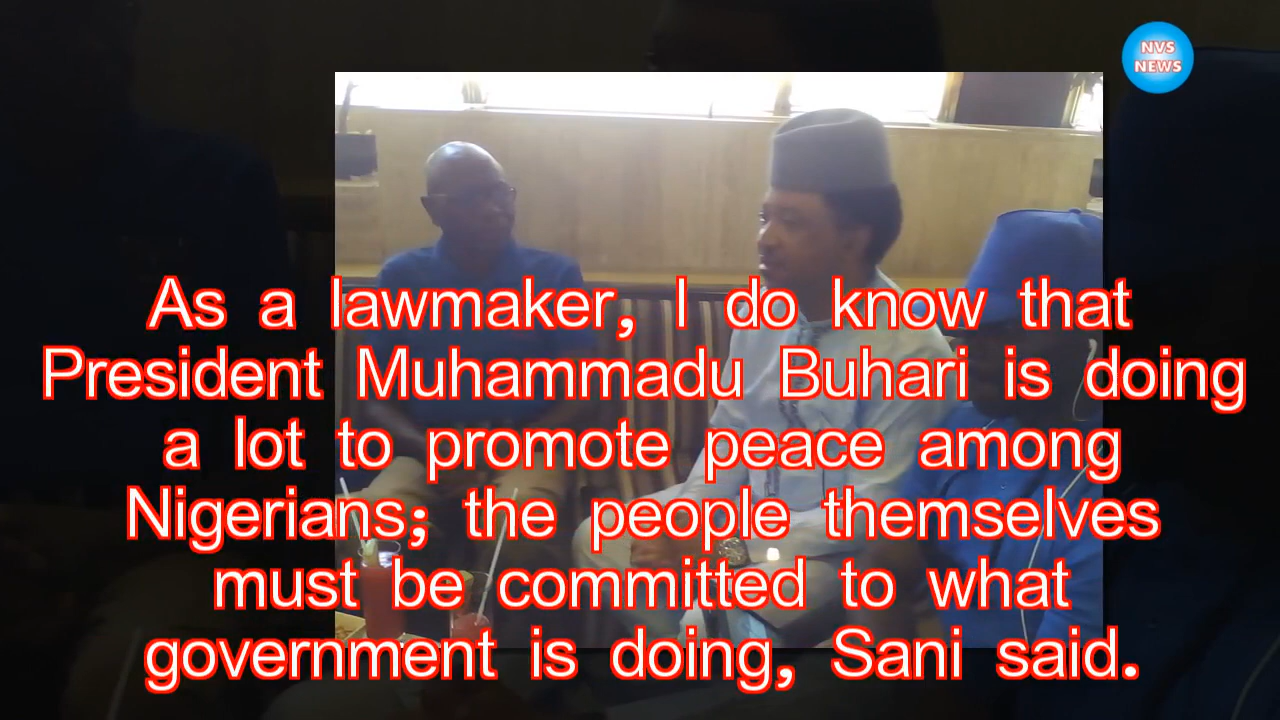 NVS
NEWS
As a lawmaker, I do know that
President Muhammadu Buhari is doing
a lot to promote peace among
Nigerians; the people themselves
must be committed to what
government is doing, Sani said.